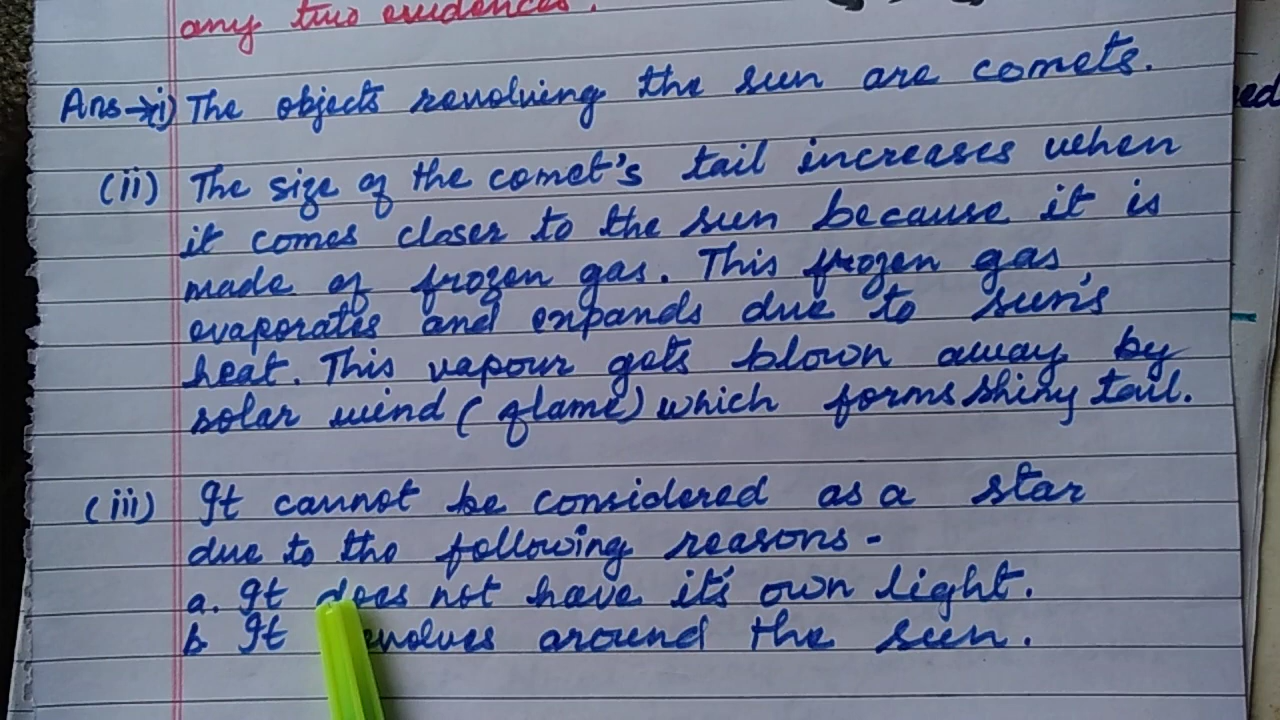 any two evidences.
Ans→i) The objects revolving the sun are comets.
(ii) The size of the comet's tail increases when
it comes closer to the sun because it is
made of frozen gas. This frozen gas
evaporates and expands due to sun's
heat. This vapour gets blown away by
solar wind (flame) which forms shiny tail.
(iii) It cannot be considered as a star
due to the following reasons -
a. It does not have it's own light.
b. It revolves around the sun.